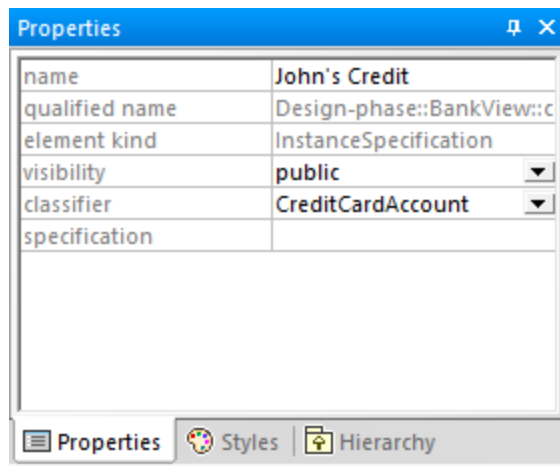 Properties
name John's Credit
qualified name Design-phase::BankView::c
element kind InstanceSpecification
visibility public
classifier CreditCardAccount
specification
Properties Styles Hierarchy